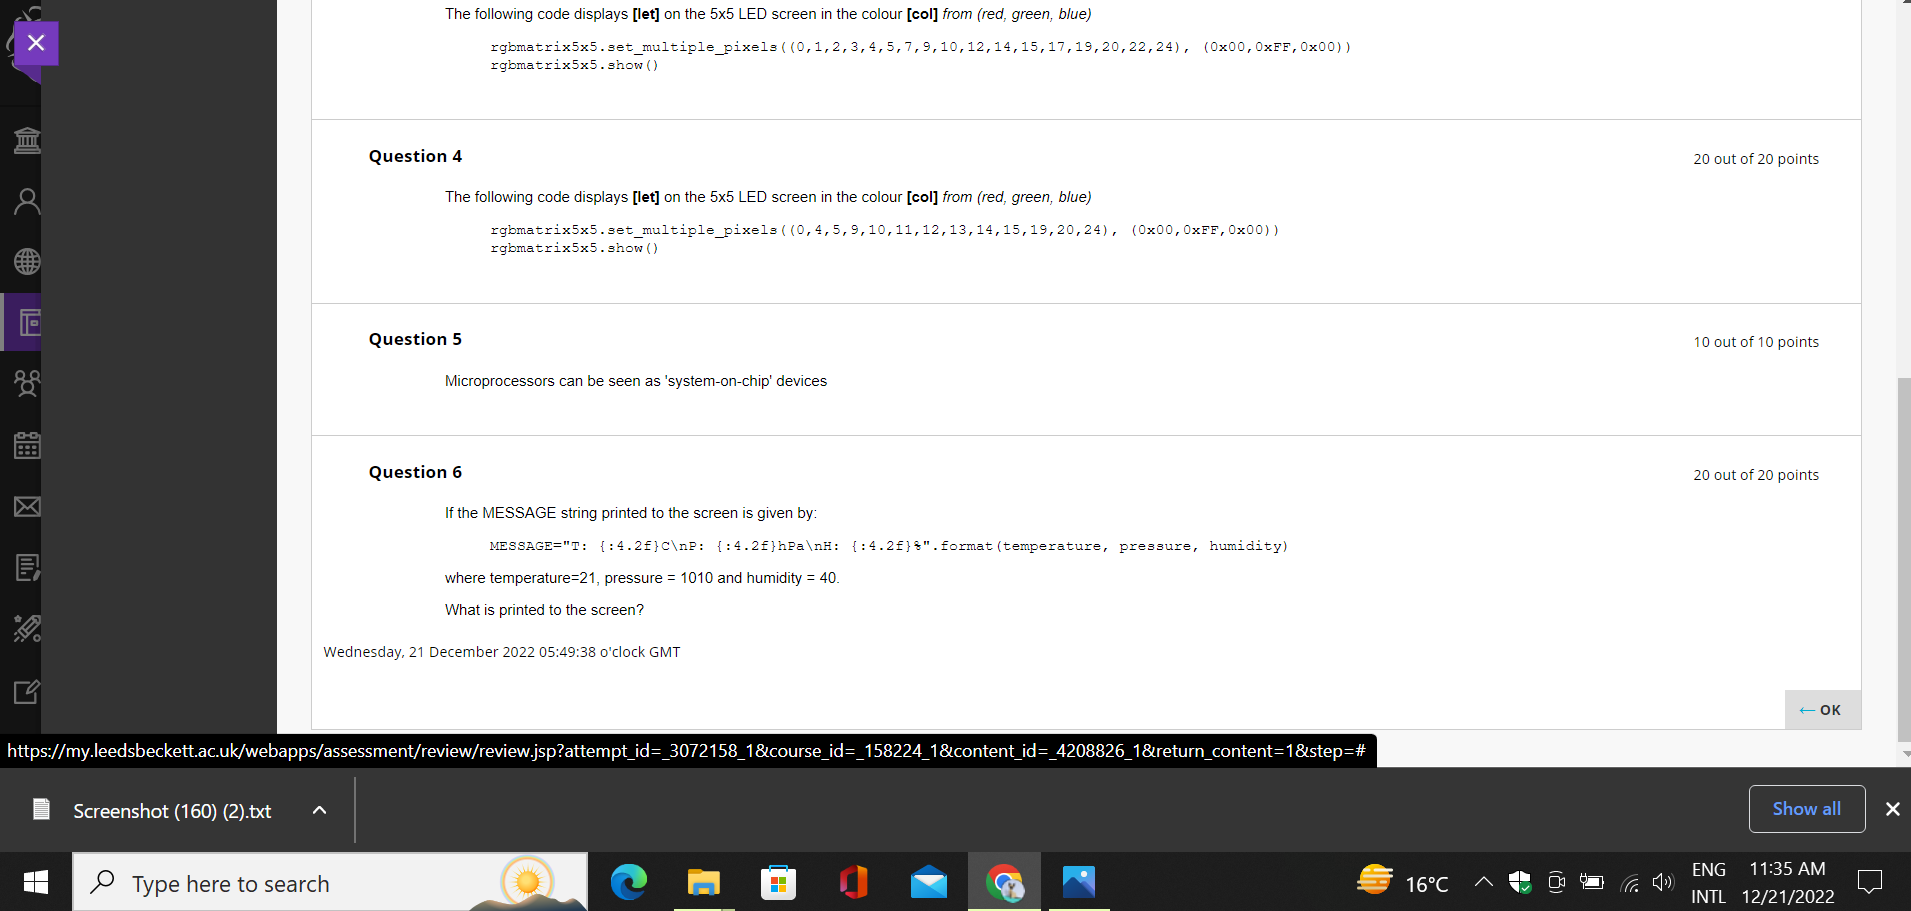 The following code displays [let] on the 5x5 LED screen in the colour [col] from (red, green, blue)
rgbmatrix5x5.set_multiple_pixels((0,1,2,3,4,5,7,9,10,12,14,15,17,19,20,22,24), (0x00,0xFF,0x00))
rgbmatrix5x5.show()
Question 4
20 out of 20 points
The following code displays [let] on the 5x5 LED screen in the colour [col] from (red, green, blue)
rgbmatrix5x5.set_multiple_pixels((0,4,5,9,10,11,12,13,14,15,19,20,24), (0x00,0xFF,0x00))
rgbmatrix5x5.show()
Question 5
10 out of 10 points
Microprocessors can be seen as 'system-on-chip' devices
Question 6
20 out of 20 points
If the MESSAGE string printed to the screen is given by:
MESSAGE="T: {:4.2f}C\nP: {:4.2f}hPa\nH: {:4.2f}%".format(temperature, pressure, humidity)
where temperature=21, pressure = 1010 and humidity = 40.
What is printed to the screen?
Wednesday, 21 December 2022 05:49:38 o'clock GMT
← OK
https://my.leedsbeckett.ac.uk/webapps/assessment/review/review.jsp?attempt_id=_3072158_1&course_id=_158224_1&content_id=_4208826_1&return_content=1&step=#
Screenshot (160) (2).txt
Show all
Type here to search
16°C
ENG
INTL
11:35 AM
12/21/2022